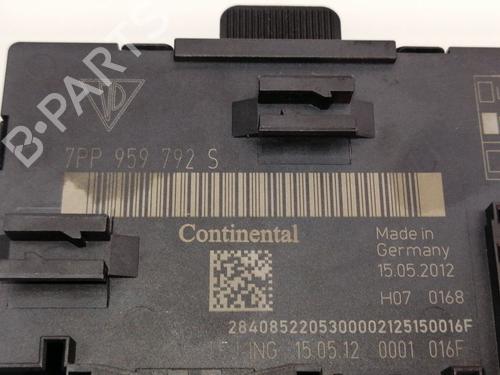 B-PARTS
7PP 959 792 S
Continental
Made in
Germany
15.05.2012
H07 0168
2840852205300002125150016F
ING 15.05.12 0001 016F